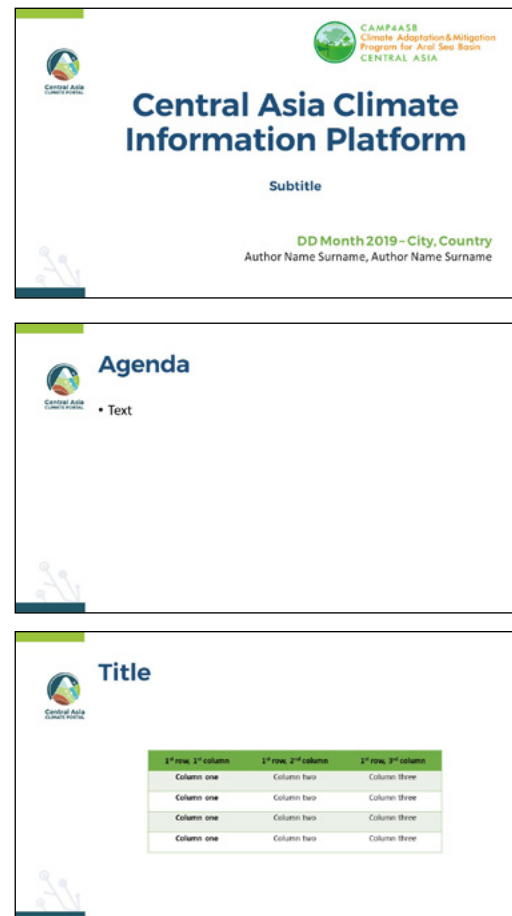 CAMP4ASB
Climate Adaptation & Mitigation
Program for Aral Sea Basin
CENTRAL ASIA
Central Asia
CLIMATE PORTAL
Central Asia Climate
Information Platform
Subtitle
DD Month 2019 – City, Country
Author Name Surname, Author Name Surname
Agenda
Central Asia
CLIMATE PORTAL
• Text
Title
Central Asia
CLIMATE PORTAL
1st row, 1st column 1st row, 2nd column 1st row, 3rd column
Column one Column two Column three
Column one Column two Column three
Column one Column two Column three
Column one Column two Column three